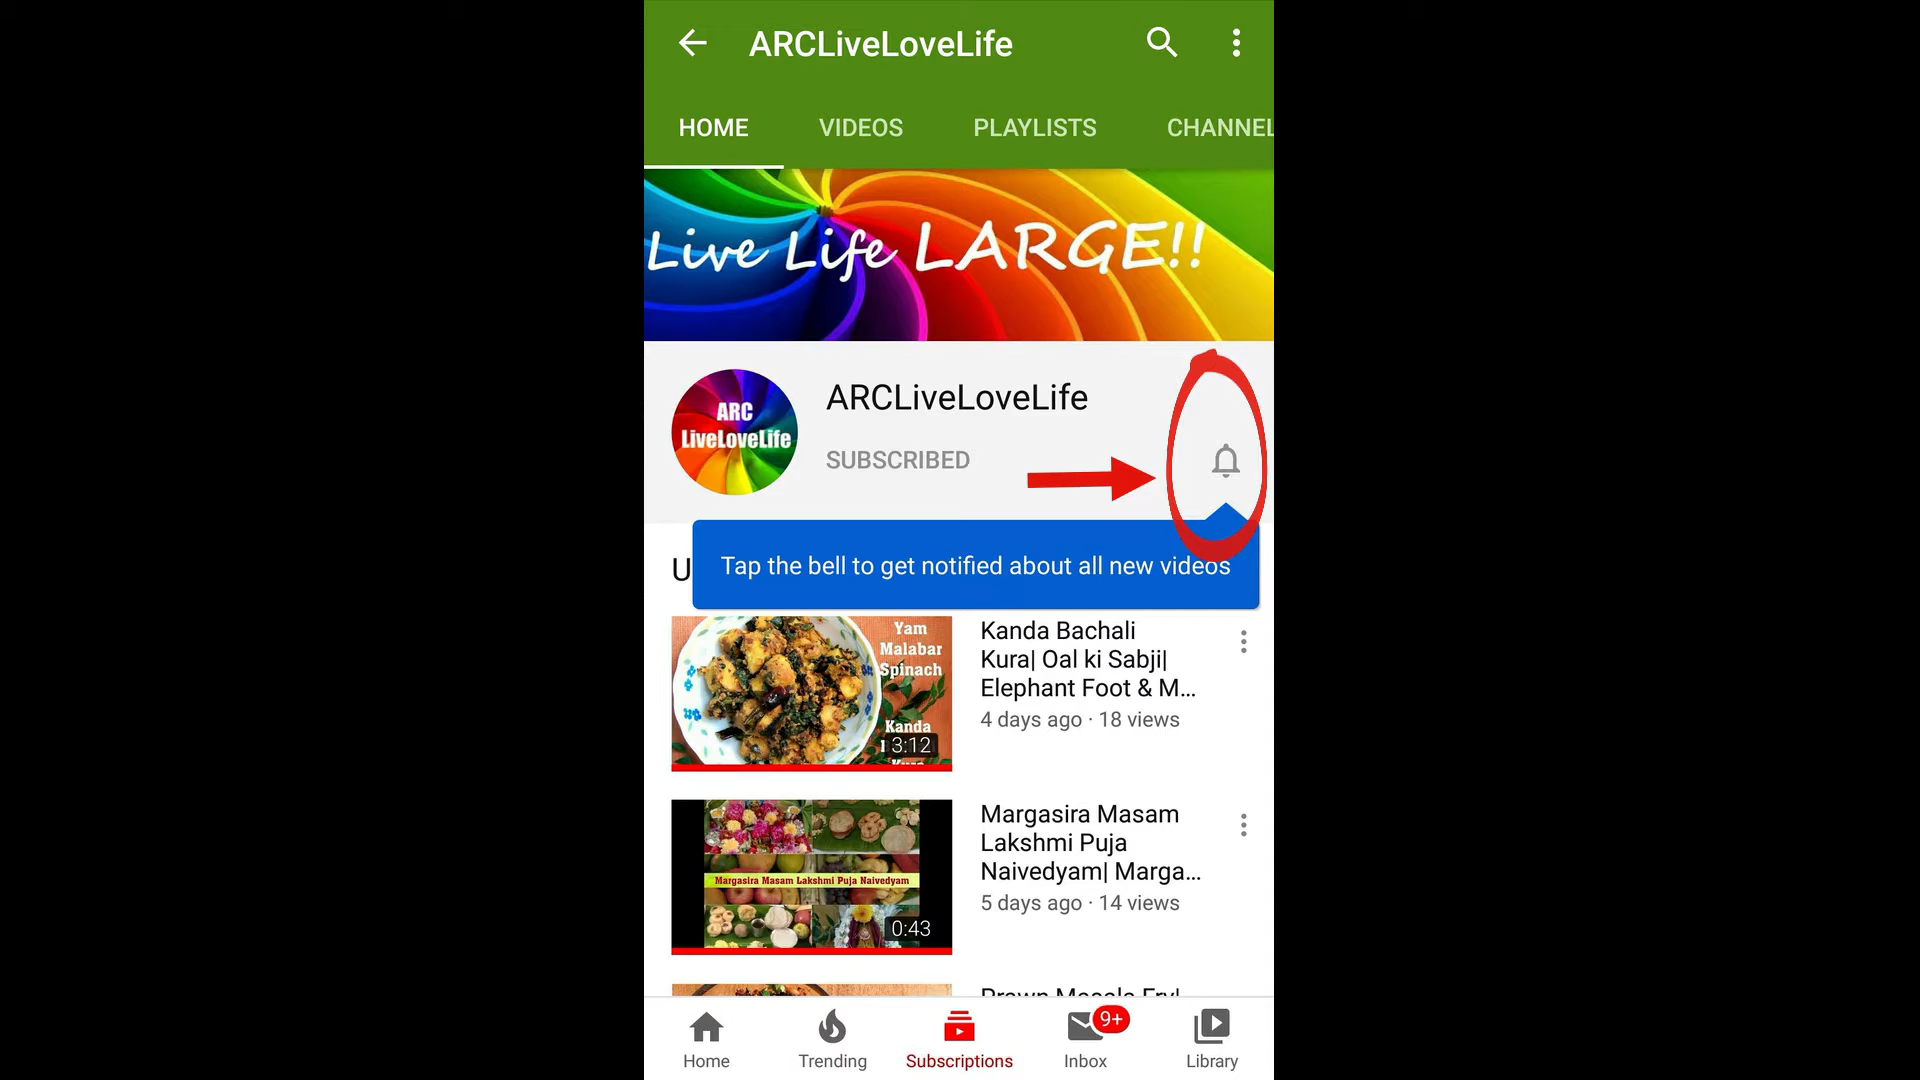 ARCLiveLoveLife
HOME VIDEOS PLAYLISTS CHANNEL
Live Life LARGE!!
ARC
LiveLoveLife
ARCLiveLoveLife
SUBSCRIBED
U
Tap the bell to get notified about all new videos
Yam
Malabar
Spinach
Kanda
3:12
Kanda Bachali
Kura| Oal ki Sabji|
Elephant Foot & M...
4 days ago · 18 views
Margasira Masam Lakshmi Puja Naivedyam
0:43
Margasira Masam
Lakshmi Puja
Naivedyam| Marga...
5 days ago · 14 views
Prawn Masala Fry|
9+
Home Trending Subscriptions Inbox Library